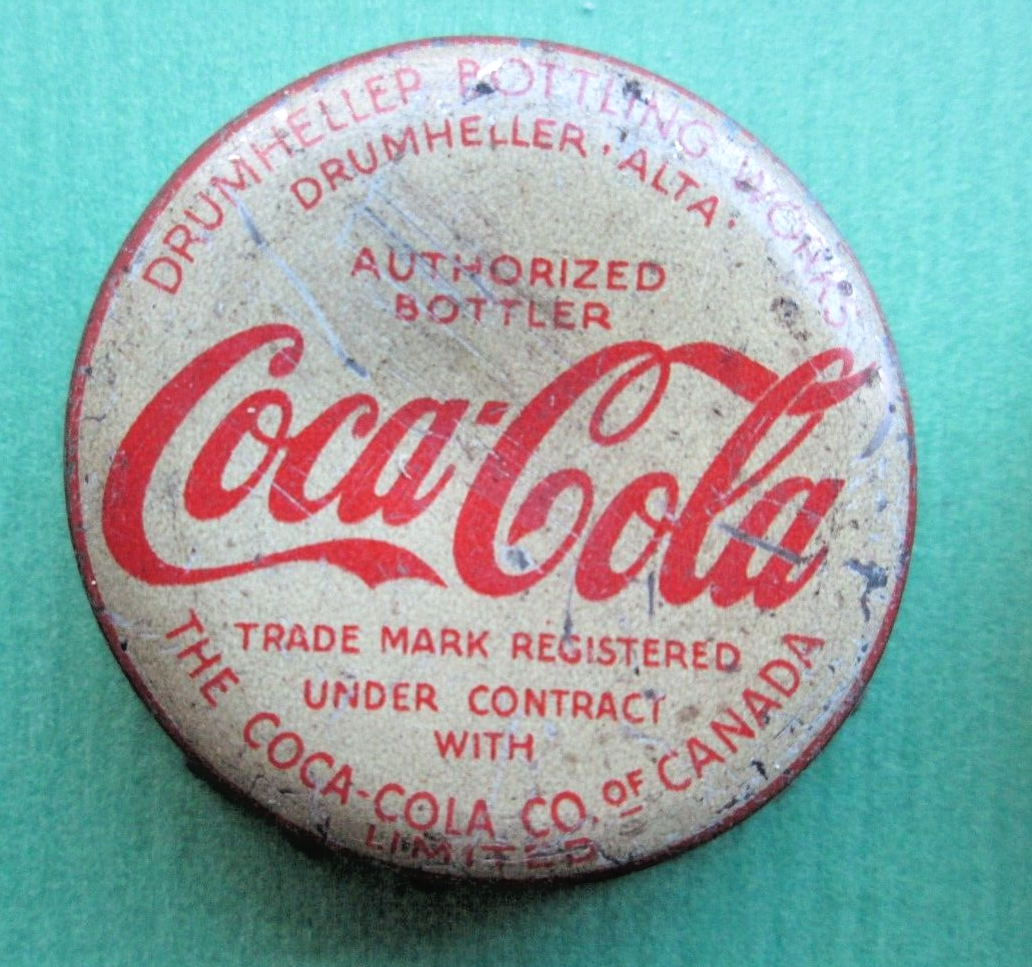 DRUMHELLER BOTTLING WORKS
DRUMHELLER · ALTA ·
AUTHORIZED
BOTTLER
Coca-Cola
TRADE MARK REGISTERED
UNDER CONTRACT
WITH
THE COCA-COLA CO. OF CANADA
LIMITED